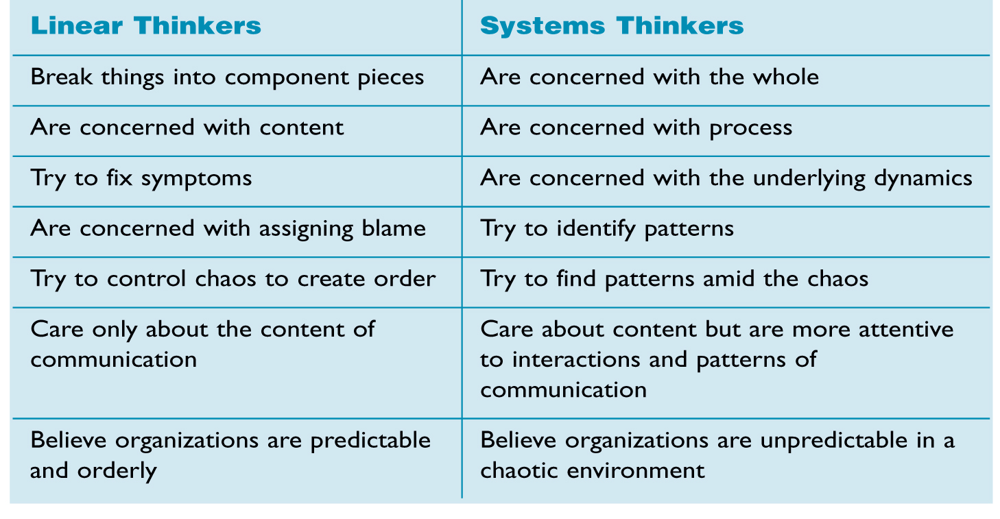 Linear Thinkers
Systems Thinkers
Break things into component pieces
Are concerned with the whole
Are concerned with content
Are concerned with process
Try to fix symptoms
Are concerned with the underlying dynamics
Are concerned with assigning blame
Try to identify patterns
Try to control chaos to create order
Try to find patterns amid the chaos
Care only about the content of
communication
Care about content but are more attentive
to interactions and patterns of
communication
Believe organizations are predictable
and orderly
Believe organizations are unpredictable in a
chaotic environment